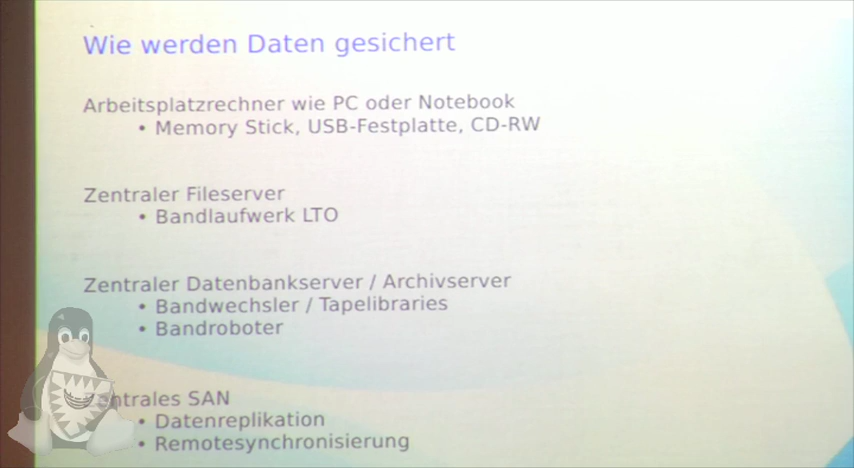 Wie werden Daten gesichert
Arbeitsplatzrechner wie PC oder Notebook
• Memory Stick, USB-Festplatte, CD-RW
Zentraler Fileserver
• Bandlaufwerk LTO
Zentraler Datenbankserver / Archivserver
• Bandwechsler / Tapelibraries
• Bandroboter
Zentrales SAN
• Datenreplikation
• Remotesynchronisierung